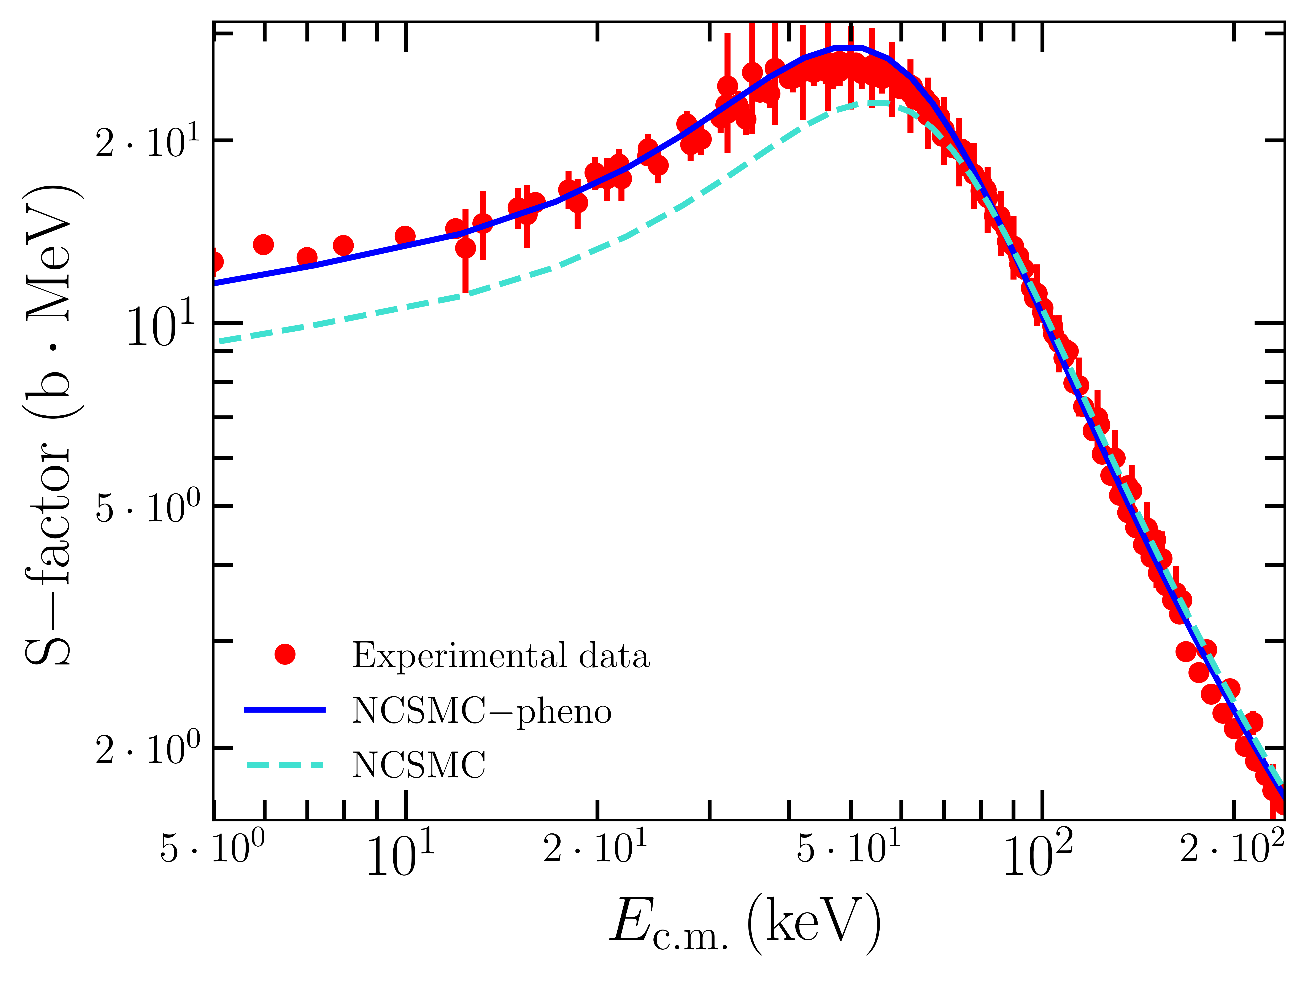 S−factor (b · MeV)
2 · 10¹
10¹
5 · 10⁰
2 · 10⁰
Experimental data
NCSMC−pheno
NCSMC
5 · 10⁰ 10¹ 2 · 10¹ 5 · 10¹ 10² 2 · 10²
E_c.m. (keV)